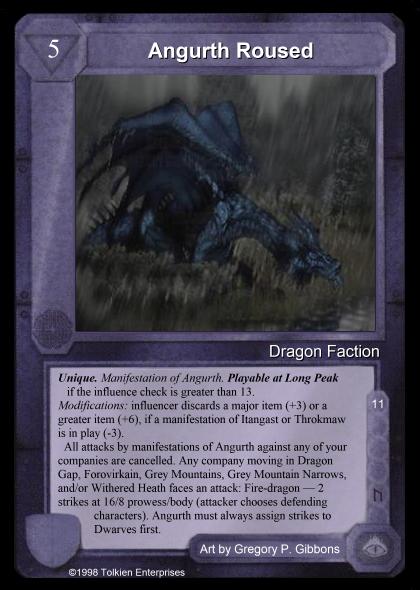 5
Angurth Roused
Dragon Faction
Unique. Manifestation of Angurth. Playable at Long Peak
if the influence check is greater than 13.
Modifications: influencer discards a major item (+3) or a
greater item (+6), if a manifestation of Itangast or Throkmaw
is in play (-3).
All attacks by manifestations of Angurth against any of your
companies are cancelled. Any company moving in Dragon
Gap, Forovirkain, Grey Mountains, Grey Mountain Narrows,
and/or Withered Heath faces an attack: Fire-dragon — 2
strikes at 16/8 prowess/body (attacker chooses defending
characters). Angurth must always assign strikes to
Dwarves first.
11
Art by Gregory P. Gibbons
©1998 Tolkien Enterprises